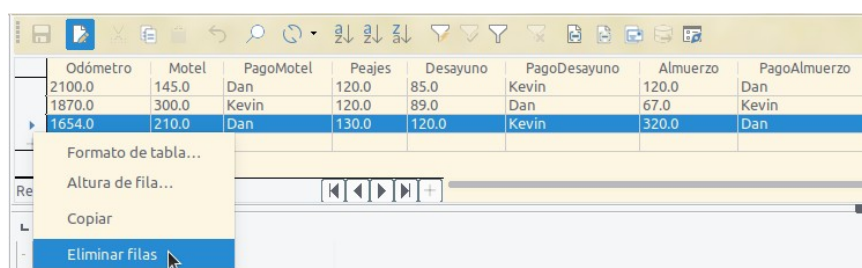 Odómetro Motel PagoMotel Peajes Desayuno PagoDesayuno Almuerzo PagoAlmuerzo
2100.0 145.0 Dan 120.0 85.0 Kevin 120.0 Dan
1870.0 300.0 Kevin 120.0 89.0 Dan 67.0 Kevin
1654.0 210.0 Dan 130.0 120.0 Kevin 320.0 Dan
Formato de tabla...
Altura de fila...
Re
Copiar
Eliminar filas